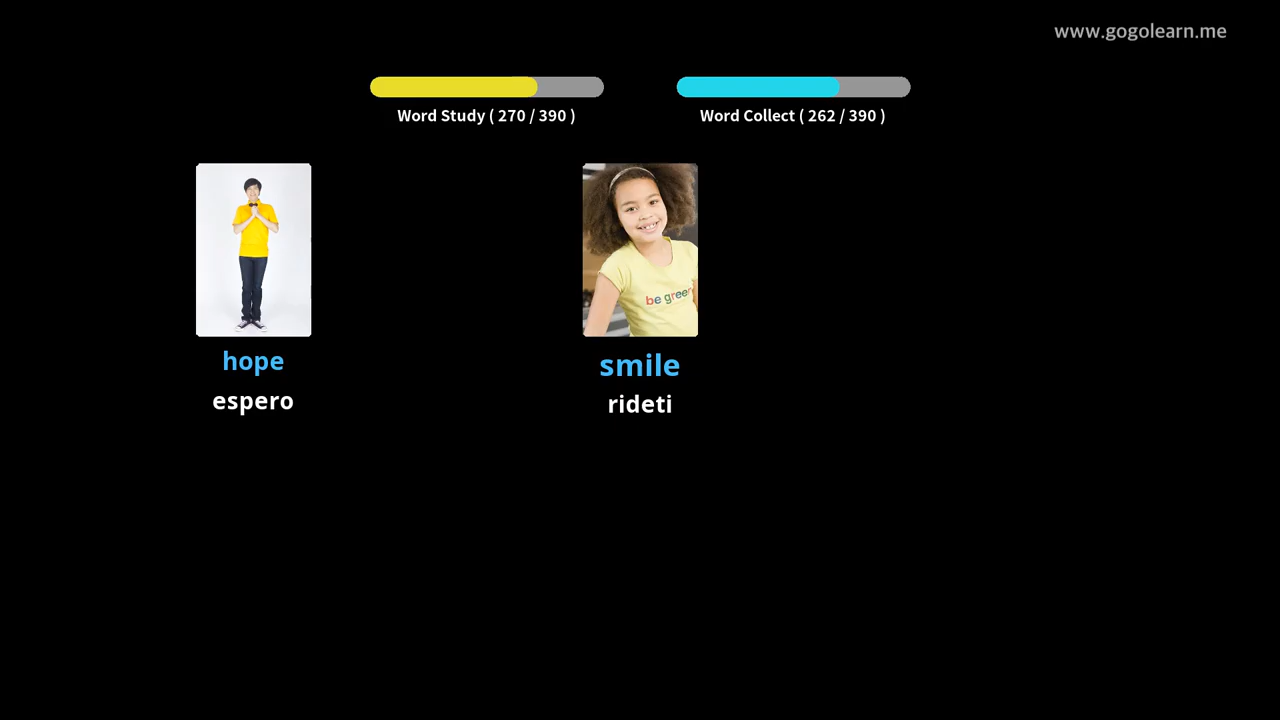 www.gogolearn.me
Word Study ( 270 / 390 )
Word Collect ( 262 / 390 )
be green
hope
smile
espero
rideti